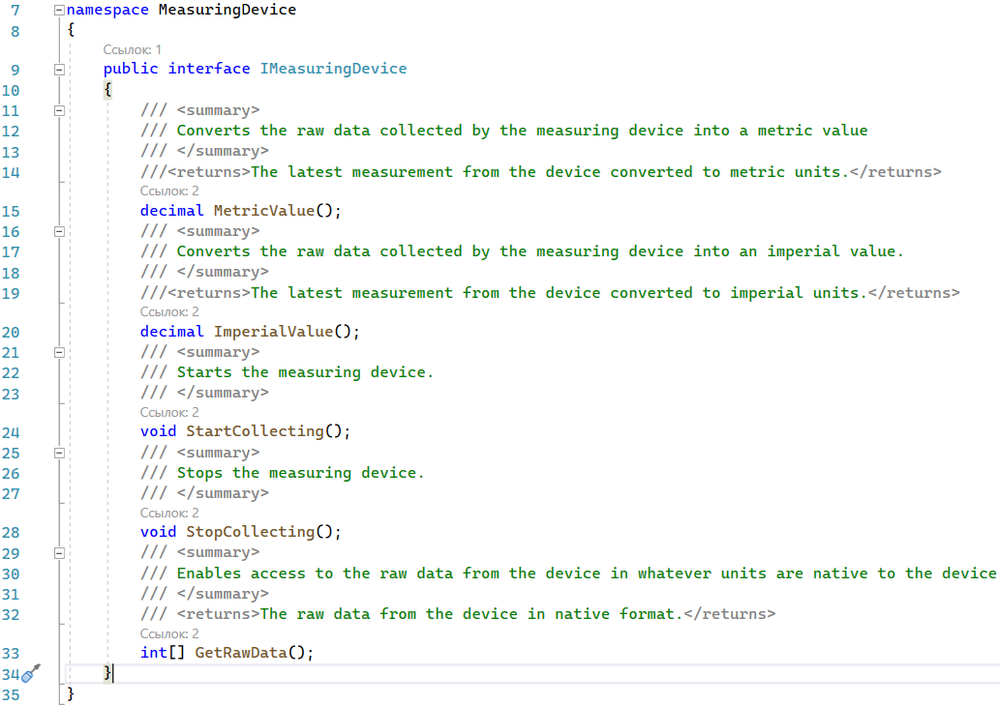 7 namespace MeasuringDevice
8 {
Ссылок: 1
9 public interface IMeasuringDevice
10 {
11 /// <summary>
12 /// Converts the raw data collected by the measuring device into a metric value
13 /// </summary>
14 ///<returns>The latest measurement from the device converted to metric units.</returns>
Ссылок: 2
15 decimal MetricValue();
16 /// <summary>
17 /// Converts the raw data collected by the measuring device into an imperial value.
18 /// </summary>
19 ///<returns>The latest measurement from the device converted to imperial units.</returns>
Ссылок: 2
20 decimal ImperialValue();
21 /// <summary>
22 /// Starts the measuring device.
23 /// </summary>
Ссылок: 2
24 void StartCollecting();
25 /// <summary>
26 /// Stops the measuring device.
27 /// </summary>
Ссылок: 2
28 void StopCollecting();
29 /// <summary>
30 /// Enables access to the raw data from the device in whatever units are native to the device
31 /// </summary>
32 /// <returns>The raw data from the device in native format.</returns>
Ссылок: 2
33 int[] GetRawData();
34 }
35 }